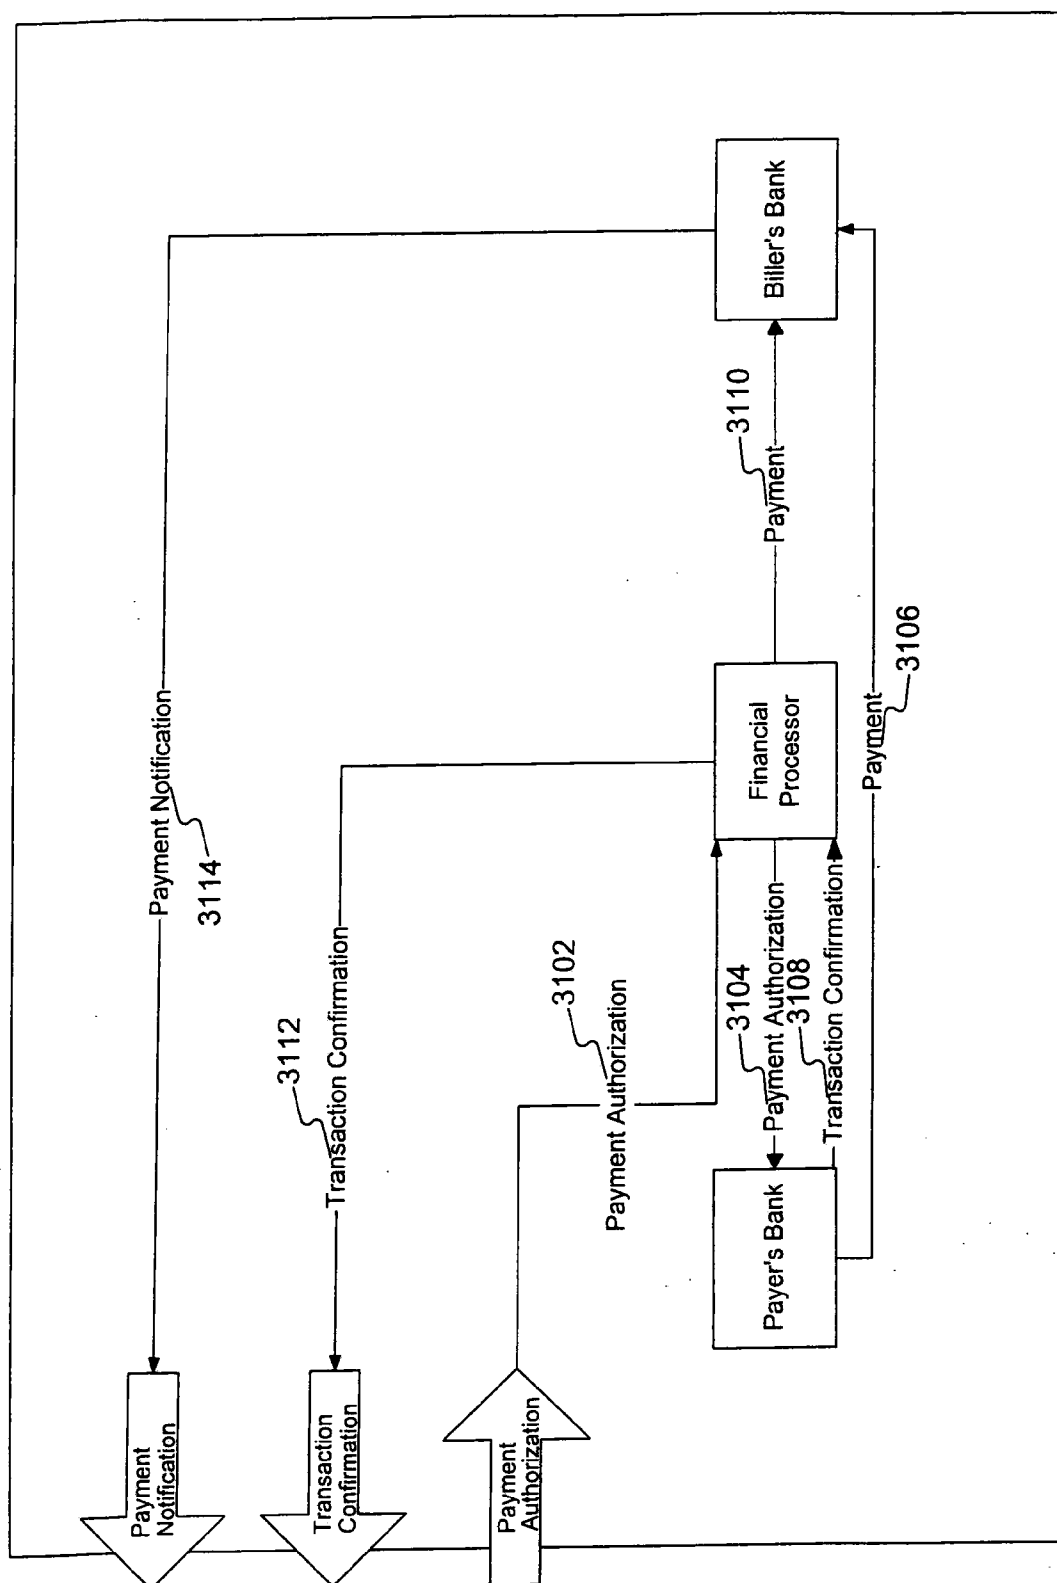 Payment
Notification
Payment Notification
3114
Transaction
Confirmation
Transaction Confirmation
3112
Payment
Authorization
Payment Authorization
3102
Payer's Bank
Payment Authorization
3104
Transaction Confirmation
3108
Financial
Processor
Payment
3110
Biller's Bank
Payment
3106